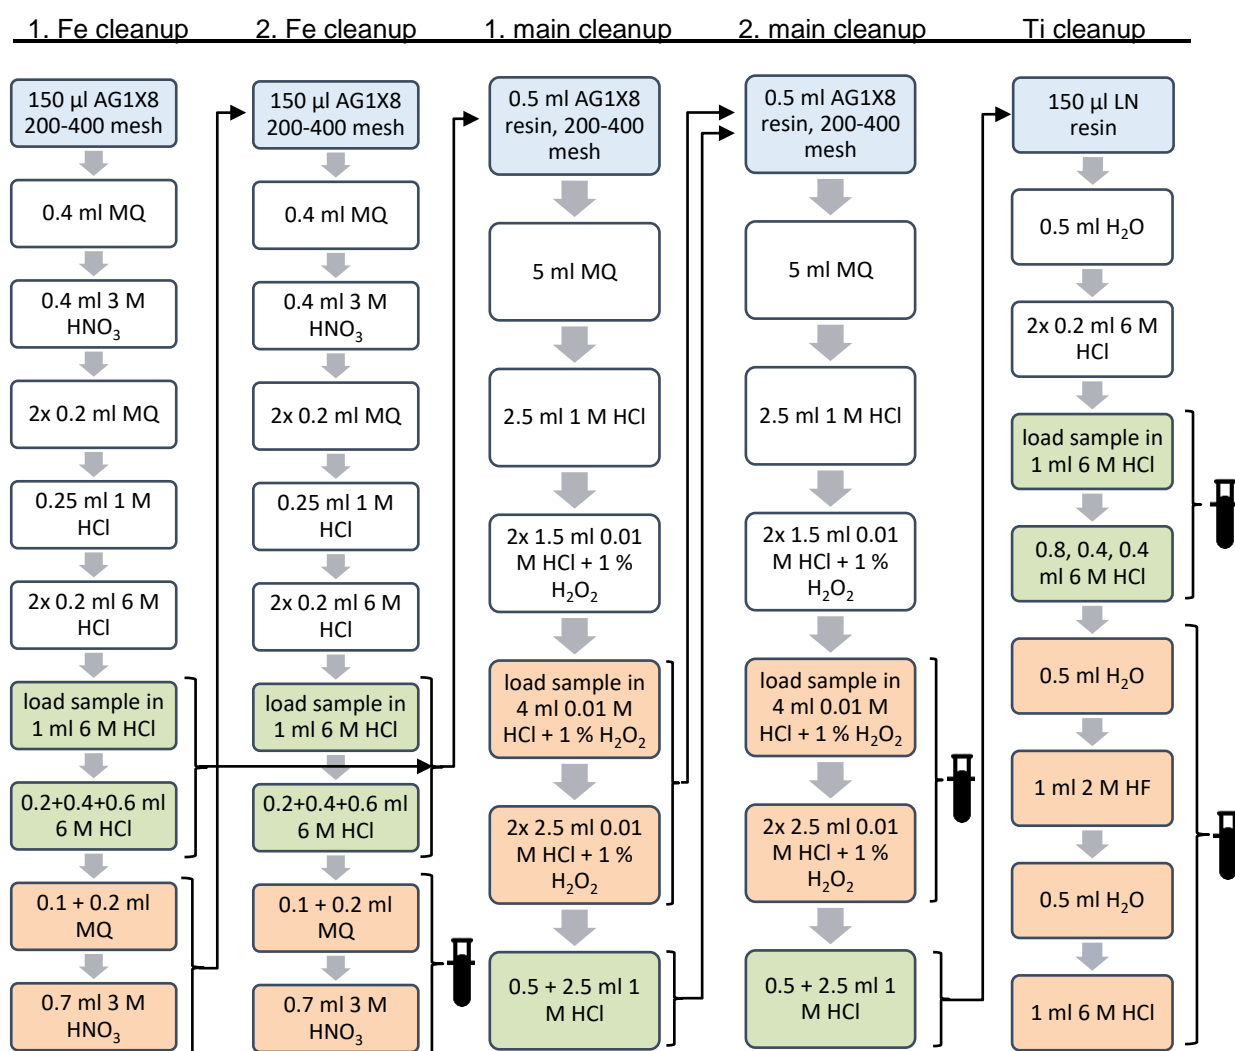 1. Fe cleanup
2. Fe cleanup
1. main cleanup
2. main cleanup
Ti cleanup
150 µl AG1X8
200-400 mesh
0.4 ml MQ
0.4 ml 3 M
HNO₃
2x 0.2 ml MQ
0.25 ml 1 M
HCl
2x 0.2 ml 6 M
HCl
load sample in
1 ml 6 M HCl
0.2+0.4+0.6 ml
6 M HCl
0.1 + 0.2 ml
MQ
0.7 ml 3 M
HNO₃
150 µl AG1X8
200-400 mesh
0.4 ml MQ
0.4 ml 3 M
HNO₃
2x 0.2 ml MQ
0.25 ml 1 M
HCl
2x 0.2 ml 6 M
HCl
load sample in
1 ml 6 M HCl
0.2+0.4+0.6 ml
6 M HCl
0.1 + 0.2 ml
MQ
0.7 ml 3 M
HNO₃
0.5 ml AG1X8
resin, 200-400
mesh
5 ml MQ
2.5 ml 1 M HCl
2x 1.5 ml 0.01
M HCl + 1 %
H₂O₂
load sample in
4 ml 0.01 M
HCl + 1 % H₂O₂
2x 2.5 ml 0.01
M HCl + 1 %
H₂O₂
0.5 + 2.5 ml 1
M HCl
0.5 ml AG1X8
resin, 200-400
mesh
5 ml MQ
2.5 ml 1 M HCl
2x 1.5 ml 0.01
M HCl + 1 %
H₂O₂
load sample in
4 ml 0.01 M
HCl + 1 % H₂O₂
2x 2.5 ml 0.01
M HCl + 1 %
H₂O₂
0.5 + 2.5 ml 1
M HCl
150 µl LN
resin
0.5 ml H₂O
2x 0.2 ml 6 M
HCl
load sample in
1 ml 6 M HCl
0.8, 0.4, 0.4
ml 6 M HCl
0.5 ml H₂O
1 ml 2 M HF
0.5 ml H₂O
1 ml 6 M HCl